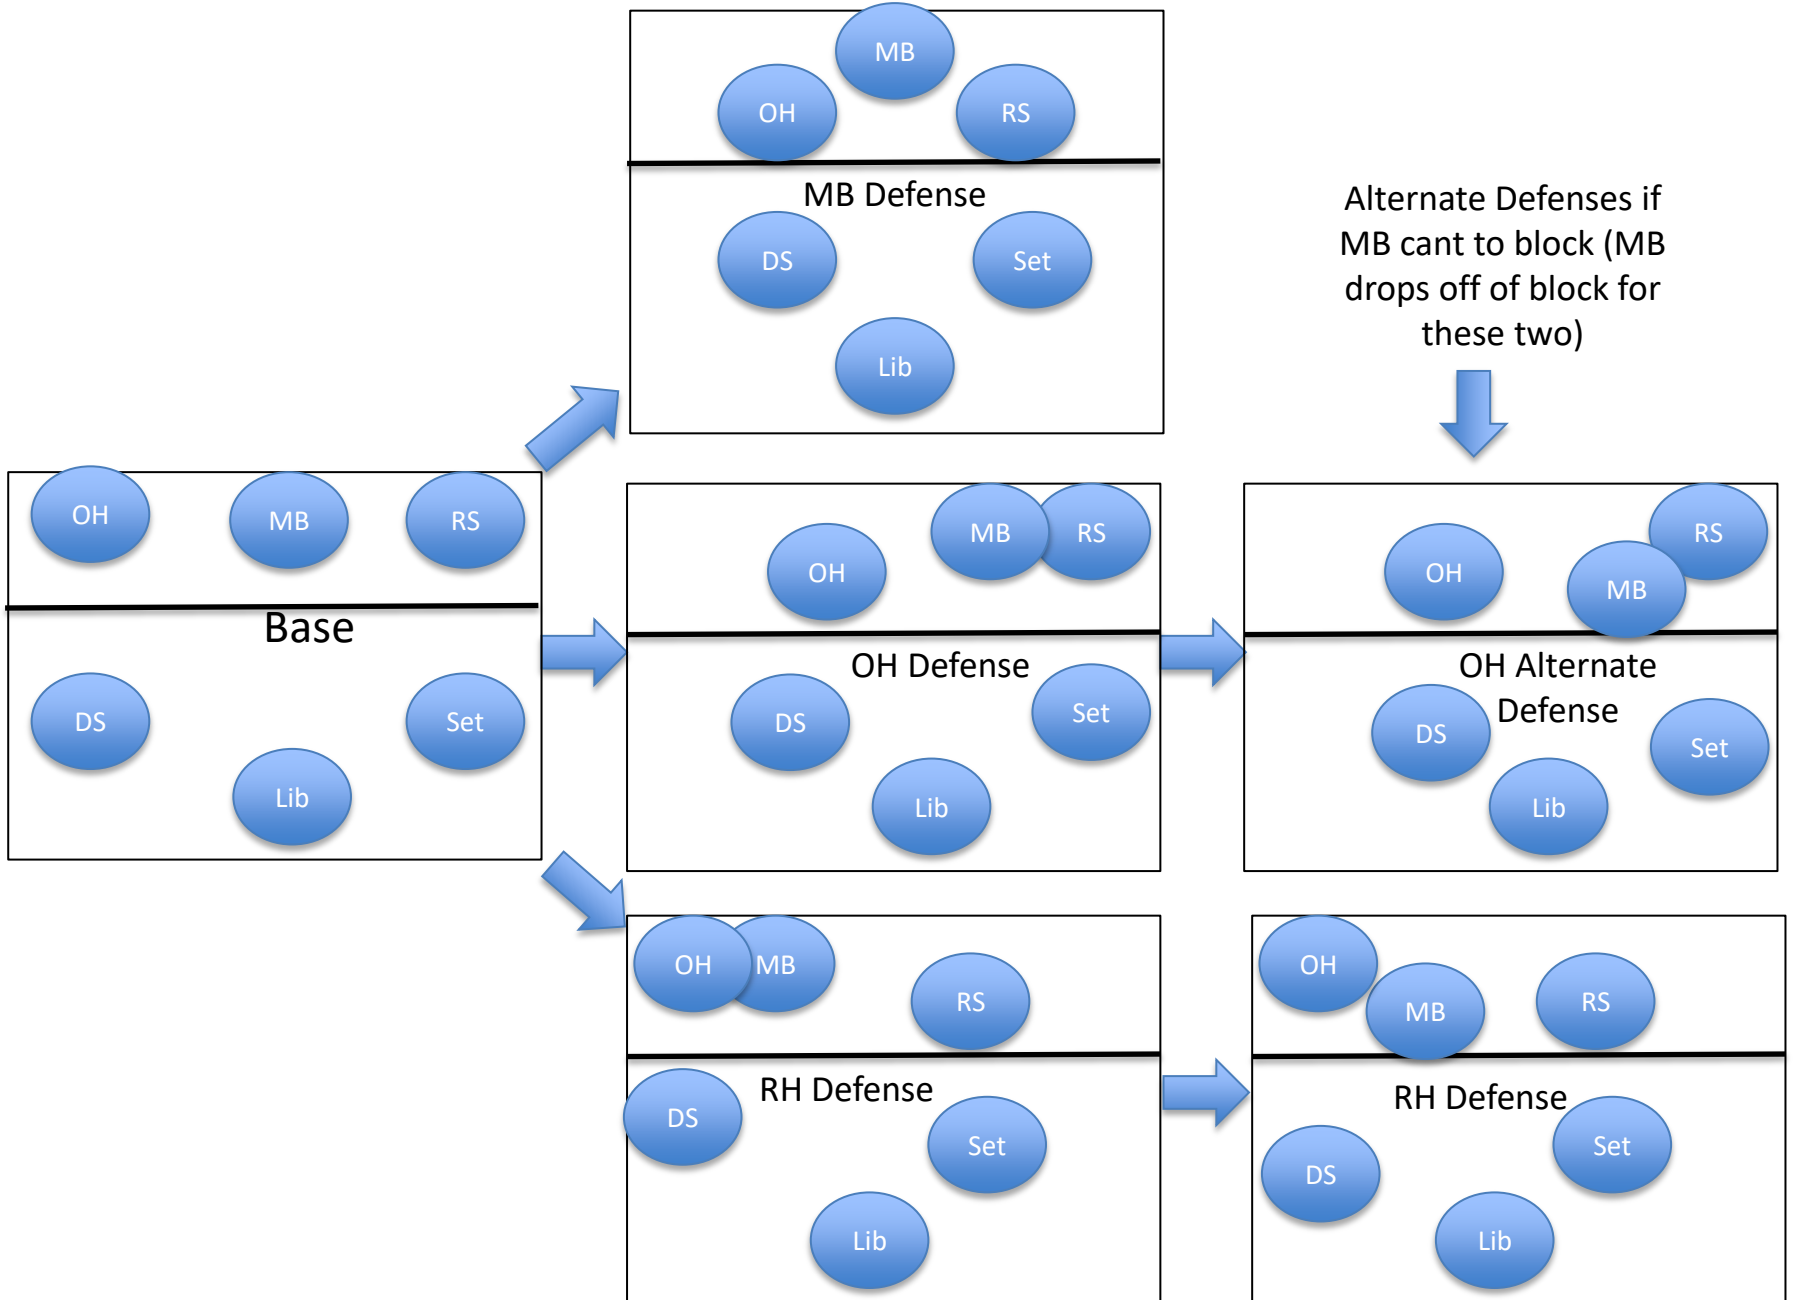 MB
OH
RS
MB Defense
DS
Set
Lib
Alternate Defenses if
MB cant to block (MB
drops off of block for
these two)
OH
MB
RS
Base
DS
Set
Lib
MB
RS
OH
OH Defense
DS
Set
Lib
RS
OH
MB
OH Alternate
Defense
DS
Set
Lib
OH
MB
RS
RH Defense
DS
Set
Lib
OH
MB
RS
RH Defense
Set
DS
Lib